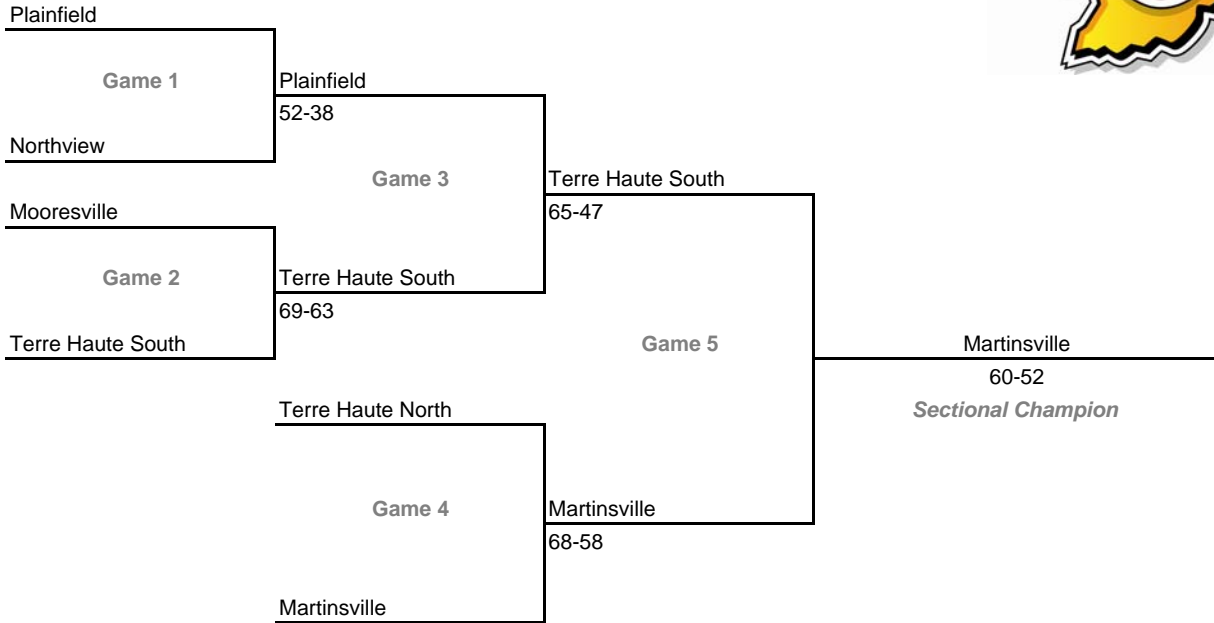 Plainfield
Game 1
Plainfield
52-38
Northview
Game 3
Terre Haute South
65-47
Mooresville
Game 2
Terre Haute South
69-63
Terre Haute South
Game 5
Martinsville
60-52
Sectional Champion
Terre Haute North
Game 4
Martinsville
68-58
Martinsville